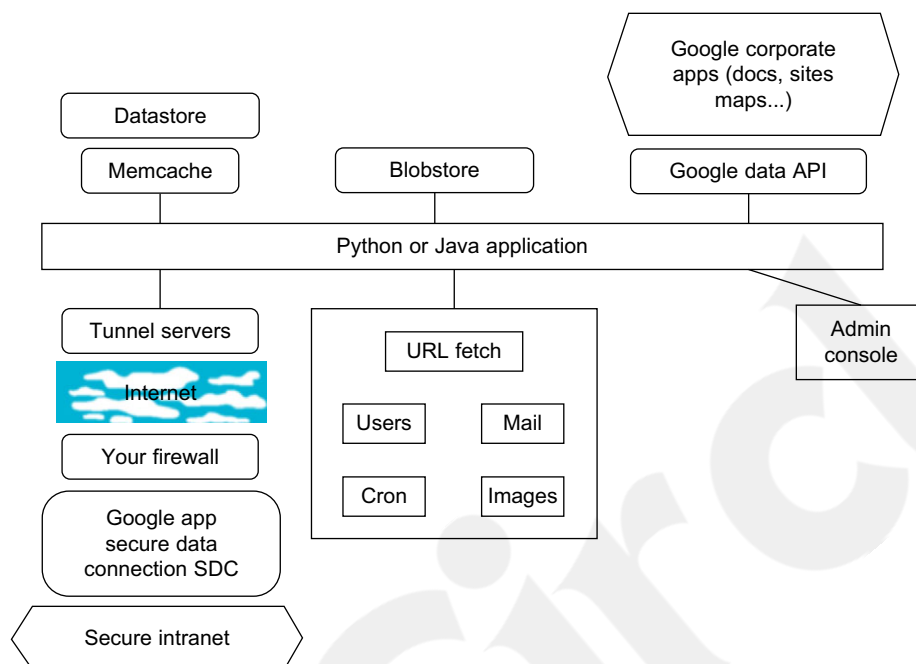 Google corporate
apps (docs, sites
maps...)
Datastore
Memcache
Blobstore
Google data API
Python or Java application
Tunnel servers
Internet
Your firewall
Google app
secure data
connection SDC
Secure intranet
URL fetch
Users
Mail
Cron
Images
Admin
console